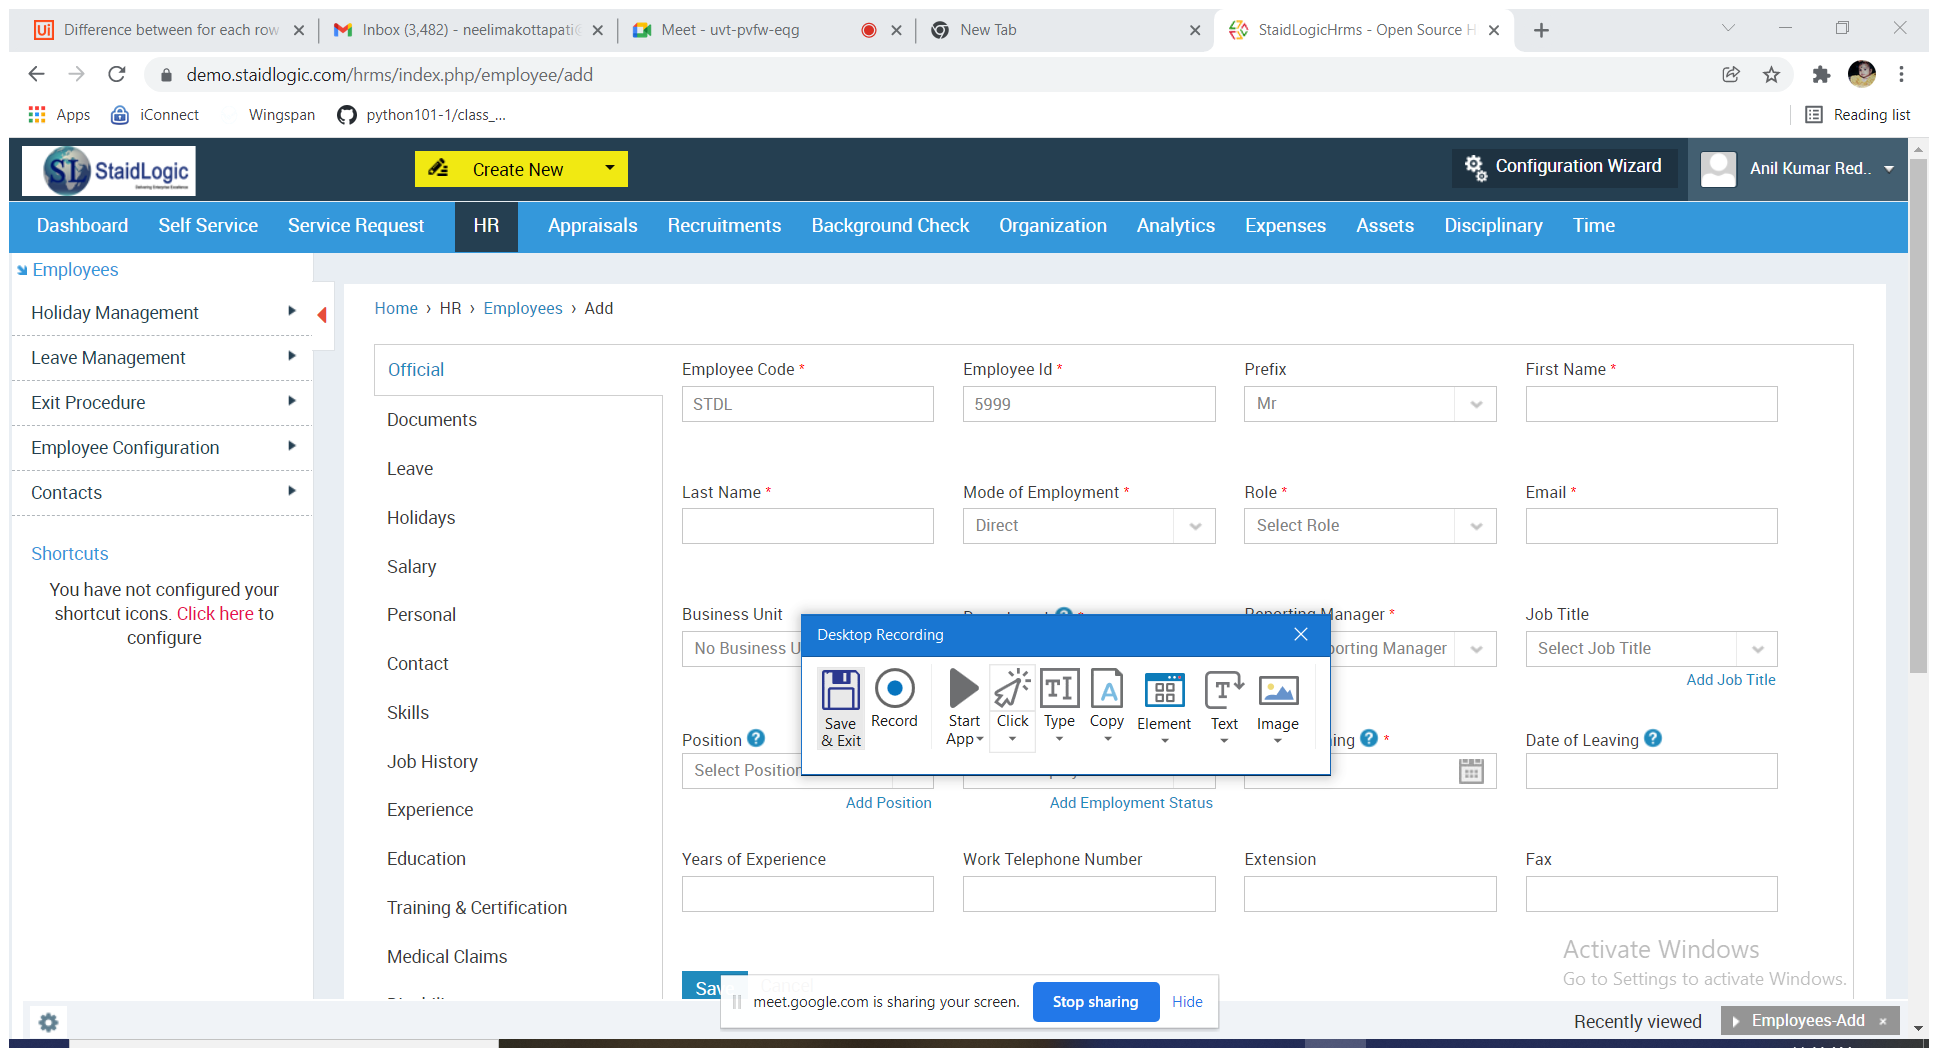 Difference between for each row
Inbox (3,482) - neelimakottapati@
Meet - uvt-pvfw-eqg
New Tab
StaidLogicHrms - Open Source H
demo.staidlogic.com/hrms/index.php/employee/add
Apps
iConnect
Wingspan
python101-1/class_...
Reading list
SL StaidLogic
Create New
Configuration Wizard
Anil Kumar Red..
Dashboard
Self Service
Service Request
HR
Appraisals
Recruitments
Background Check
Organization
Analytics
Expenses
Assets
Disciplinary
Time
Employees
Holiday Management
Leave Management
Exit Procedure
Employee Configuration
Contacts
Shortcuts
You have not configured your
shortcut icons. Click here to
configure
Home › HR › Employees › Add
Official
Documents
Leave
Holidays
Salary
Personal
Contact
Skills
Job History
Experience
Education
Training & Certification
Medical Claims
Employee Code *
STDL
Employee Id *
5999
Prefix
Mr
First Name *
Last Name *
Mode of Employment *
Direct
Role *
Select Role
Email *
Business Unit
No Business U
Manager *
orting Manager
Job Title
Select Job Title
Add Job Title
Desktop Recording
Save
& Exit
Record
Start
App
Click
Type
Copy
Element
Text
Image
Position
Select Position
Add Position
Add Employment Status
ing *
Date of Leaving
Years of Experience
Work Telephone Number
Extension
Fax
Sav
Cancel
meet.google.com is sharing your screen.
Stop sharing
Hide
Activate Windows
Go to Settings to activate Windows.
Recently viewed
Employees-Add